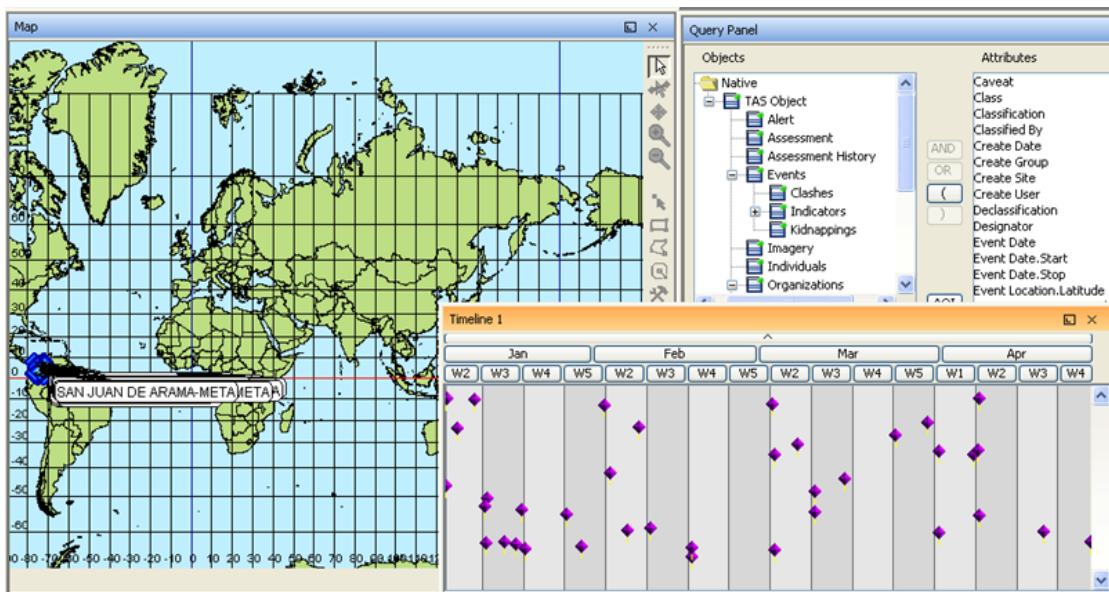 Map
60
50
40
30
20
10
0
-10
-20
-30
-40
-50
-60
-80 -70 -60 -50 -40 -30 -20 -10 0 10 20 30 40 50 60 70 80 90 100 110
SAN JUAN DE ARAMA-META
Query Panel
Objects
Attributes
Native
TAS Object
Alert
Assessment
Assessment History
Events
Clashes
Indicators
Kidnappings
Imagery
Individuals
Organizations
AND
OR
(
)
Caveat
Class
Classification
Classified By
Create Date
Create Group
Create Site
Create User
Declassification
Designator
Event Date
Event Date.Start
Event Date.Stop
Event Location.Latitude
Timeline 1
Jan Feb Mar Apr
W2 W3 W4 W5 W2 W3 W4 W5 W2 W3 W4 W5 W1 W2 W3 W4